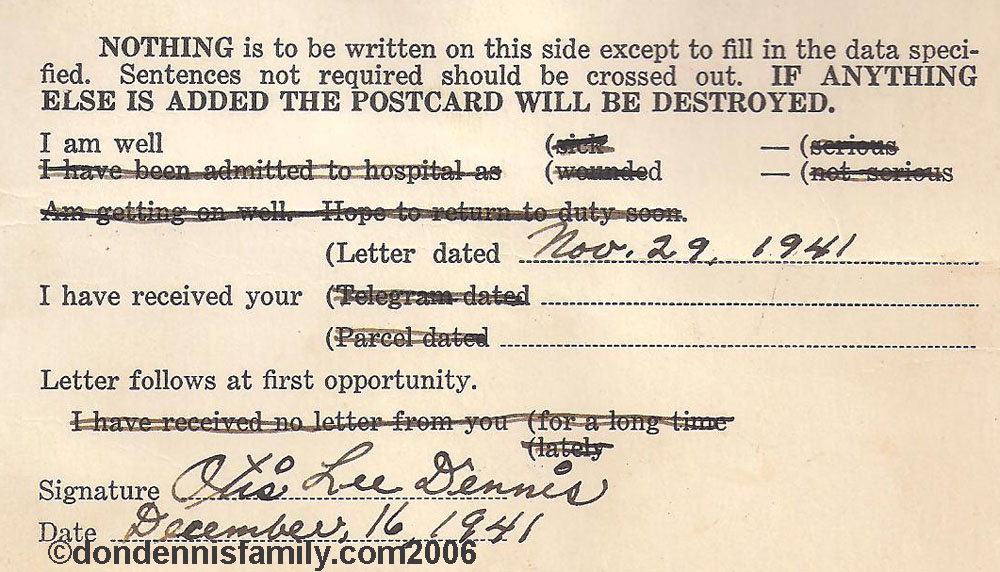 NOTHING is to be written on this side except to fill in the data speci-
fied. Sentences not required should be crossed out. IF ANYTHING
ELSE IS ADDED THE POSTCARD WILL BE DESTROYED.
I am well (sick — (serious
I have been admitted to hospital as (wounded — (not serious
Am getting on well. Hope to return to duty soon.
(Letter dated Nov. 29, 1941
I have received your (Telegram dated
(Parcel dated
Letter follows at first opportunity.
I have received no letter from you (for a long time
(lately
Signature Otis Lee Dennis
Date December, 16, 1941
©dondennisfamily.com2006